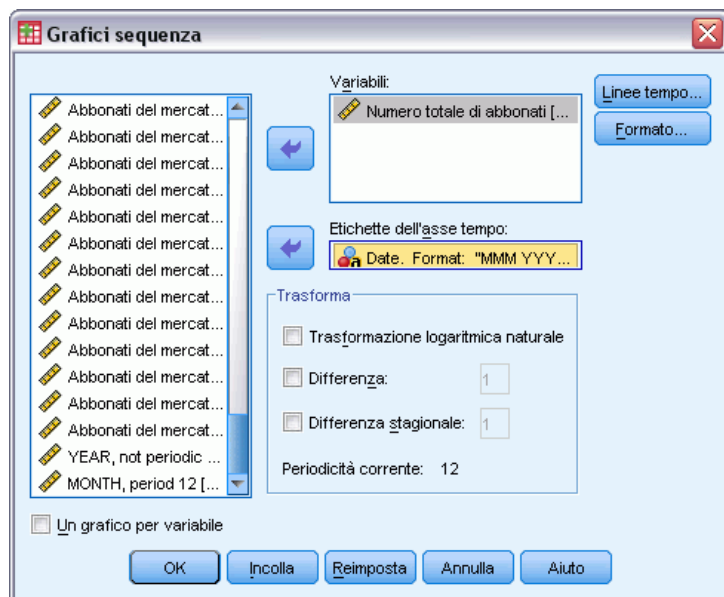 Grafici sequenza
Abbonati del mercat...
Abbonati del mercat...
Abbonati del mercat...
Abbonati del mercat...
Abbonati del mercat...
Abbonati del mercat...
Abbonati del mercat...
Abbonati del mercat...
Abbonati del mercat...
Abbonati del mercat...
Abbonati del mercat...
Abbonati del mercat...
Abbonati del mercat...
YEAR, not periodic ...
MONTH, period 12 [...
Un grafico per variabile
Variabili:
Numero totale di abbonati [...
Etichette dell'asse tempo:
Date. Format: "MMM YYY...
Trasforma
Trasformazione logaritmica naturale
Differenza: 1
Differenza stagionale: 1
Periodicità corrente: 12
Linee tempo...
Formato...
OK Incolla Reimposta Annulla Aiuto